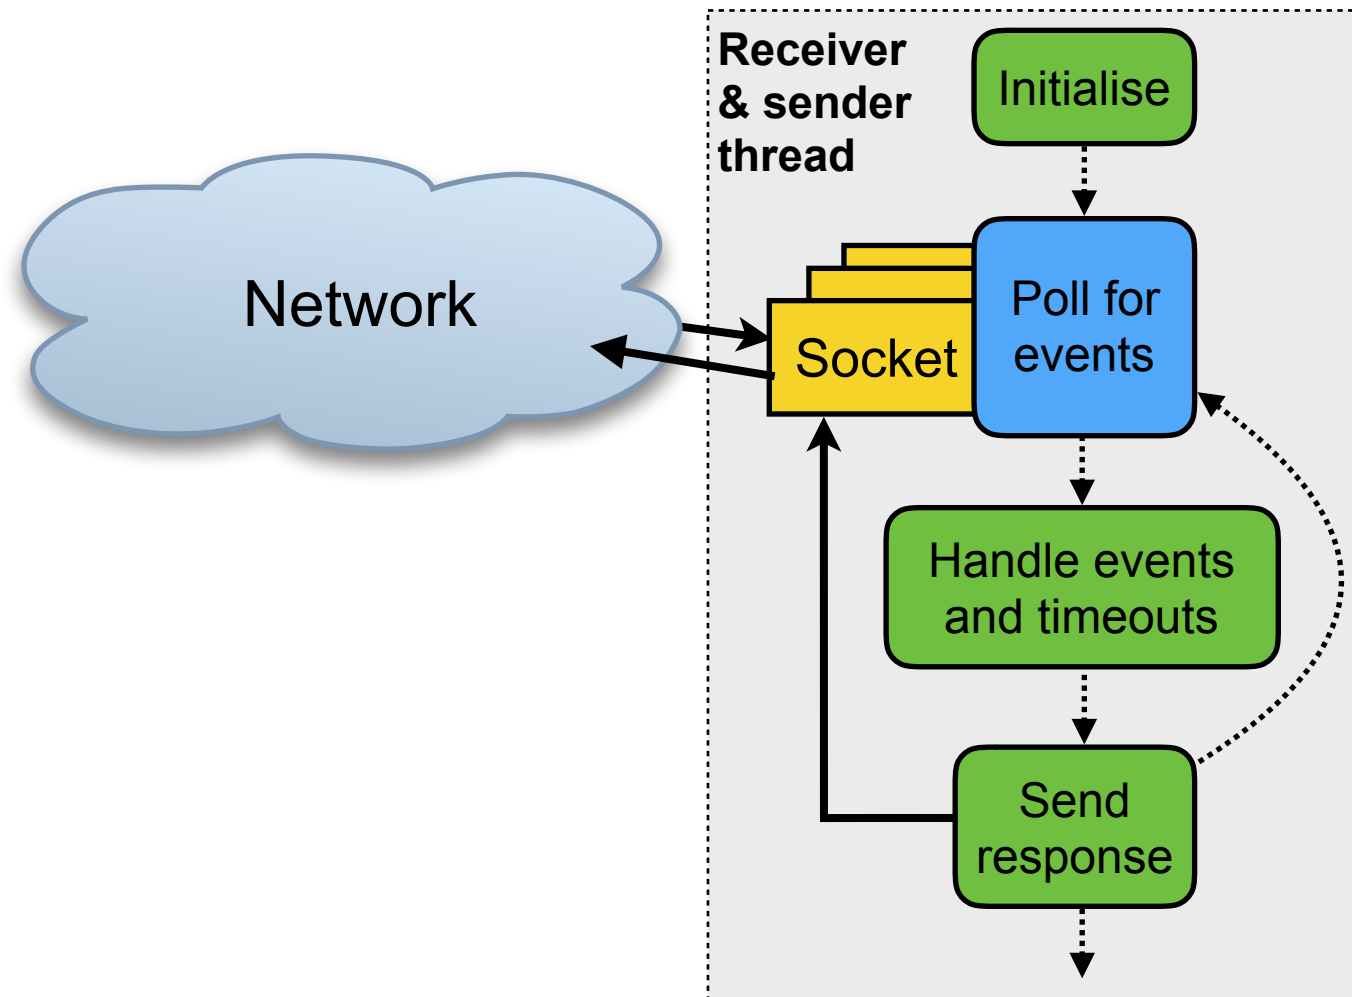 Receiver
& sender
thread
Initialise
Network
Socket
Poll for
events
Handle events
and timeouts
Send
response